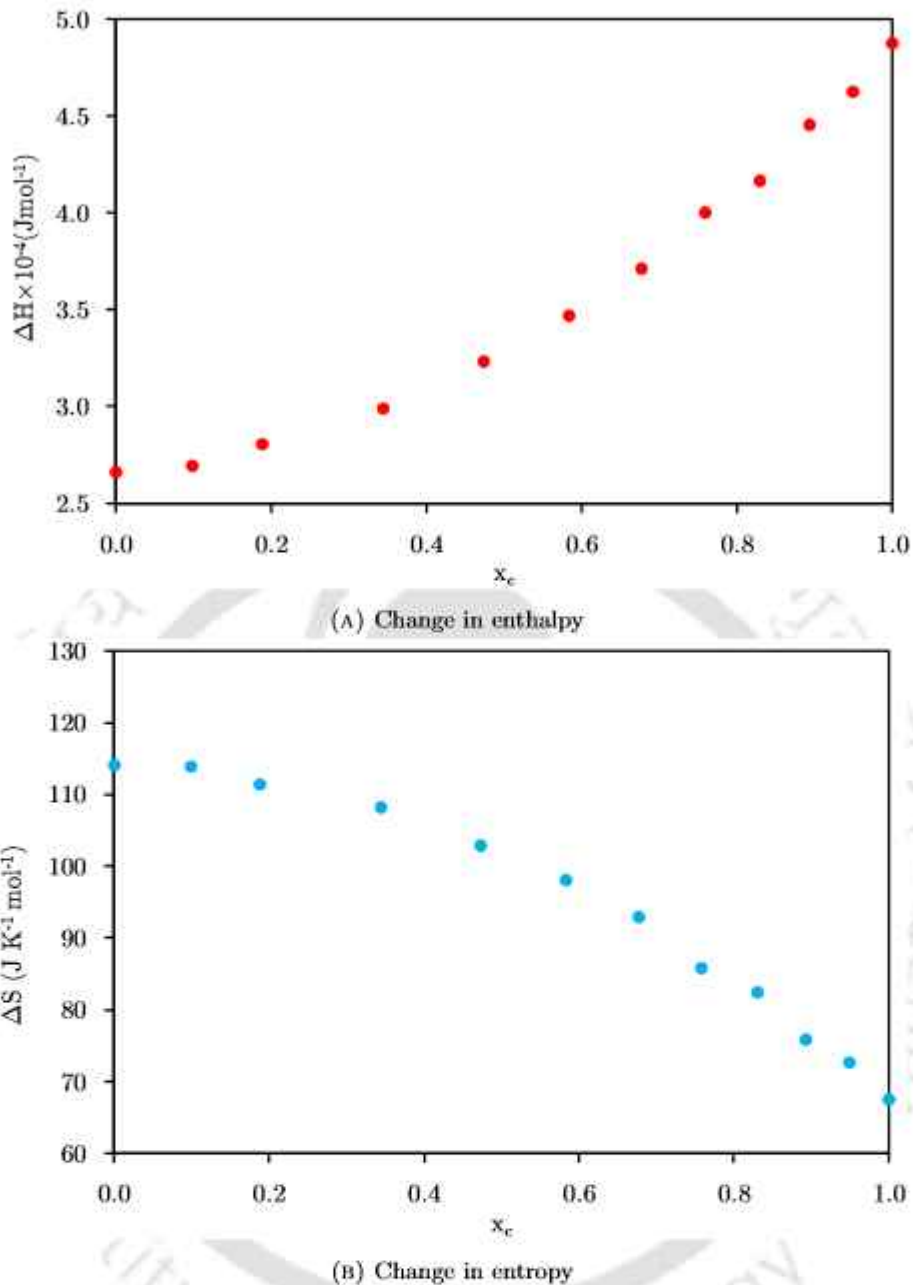 5.0
4.5
4.0
3.5
3.0
2.5
ΔH×10⁻⁴(Jmol⁻¹)
0.0 0.2 0.4 0.6 0.8 1.0
x_c
(A) Change in enthalpy
130
120
110
100
90
80
70
60
ΔS (J K⁻¹ mol⁻¹)
0.0 0.2 0.4 0.6 0.8 1.0
x_c
(B) Change in entropy